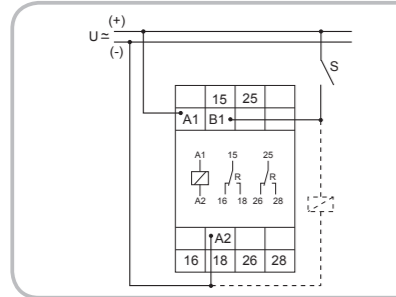 (+)
U ≃
(-)
S
15 25
A1 B1
A1 15 25
R R
A2 16 18 26 28
A2
16 18 26 28